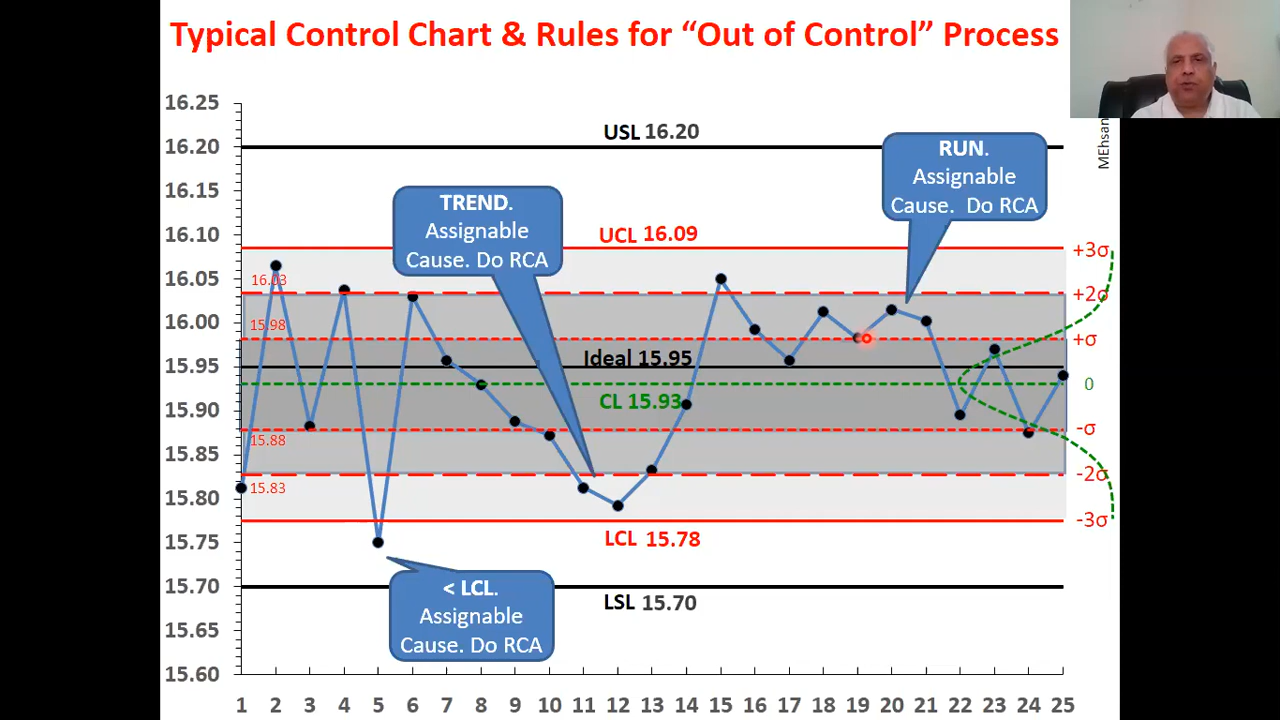 Typical Control Chart & Rules for “Out of Control” Process
MEhsan
16.25
16.20
16.15
16.10
16.05
16.00
15.95
15.90
15.85
15.80
15.75
15.70
15.65
15.60
USL 16.20
RUN.
Assignable
Cause. Do RCA
TREND.
Assignable
Cause. Do RCA
UCL 16.09
16.03
15.98
Ideal 15.95
CL 15.93
15.88
15.83
LCL 15.78
< LCL.
Assignable
Cause. Do RCA
LSL 15.70
+3σ
+2σ
+σ
0
-σ
-2σ
-3σ
1 2 3 4 5 6 7 8 9 10 11 12 13 14 15 16 17 18 19 20 21 22 23 24 25